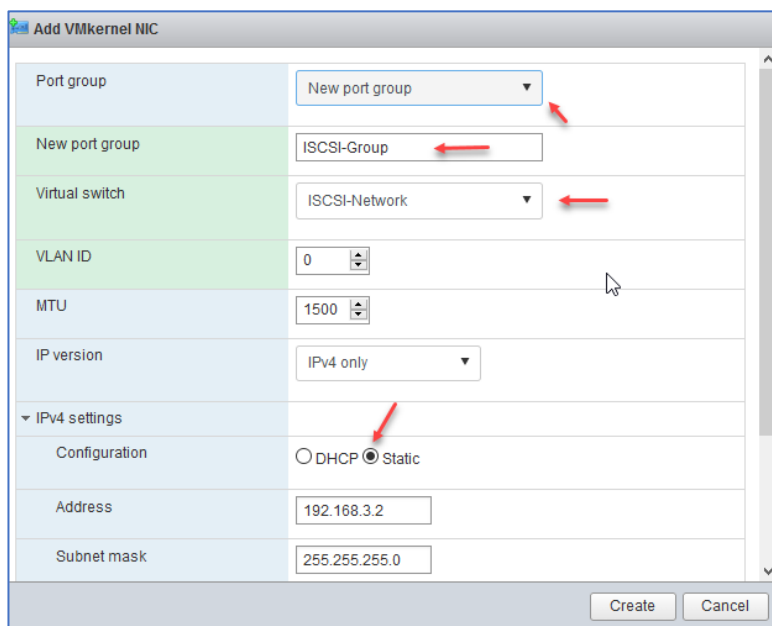 Add VMkernel NIC
Port group New port group
New port group ISCSI-Group
Virtual switch ISCSI-Network
VLAN ID 0
MTU 1500
IP version IPv4 only
IPv4 settings
Configuration DHCP Static
Address 192.168.3.2
Subnet mask 255.255.255.0
Create Cancel